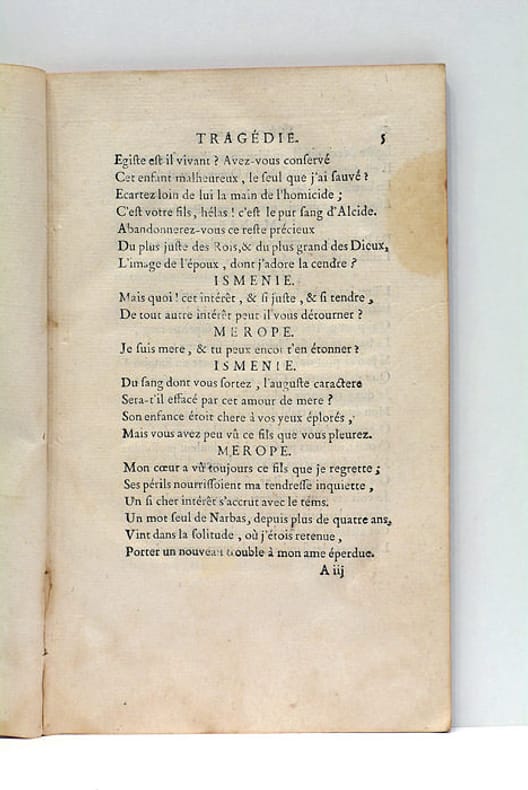 TRAGÉDIE. 5
Egiſte eſt il vivant ? Avez-vous conſervé
Cet enfant malheureux, le ſeul que j'ai ſauvé ?
Ecartez loin de lui la main de l'homicide ;
C'eſt votre fils, hélas ! c'eſt le pur ſang d'Alcide.
Abandonnerez-vous ce reſte précieux
Du plus juſte des Rois, & du plus grand des Dieux,
L'image de l'époux, dont j'adore la cendre ?
ISMENIE.
Mais quoi ! cet intérêt, & ſi juſte, & ſi tendre,
De tout autre intérêt peut il vous détourner ?
MEROPE.
Je ſuis mere, & tu peux encor t'en étonner ?
ISMENIE.
Du ſang dont vous ſortez, l'auguſte caractere
Sera-t'il effacé par cet amour de mere ?
Son enfance étoit chere à vos yeux éplorés,
Mais vous avez peu vû ce fils que vous pleurez.
MEROPE.
Mon cœur a vû toujours ce fils que je regrette ;
Ses périls nourriſſoient ma tendreſſe inquiette,
Un ſi cher intérêt s'accrut avec le tems.
Un mot ſeul de Narbas, depuis plus de quatre ans,
Vint dans la ſolitude, où j'étois retenue,
Porter un nouveau trouble à mon ame éperdue.
A iij